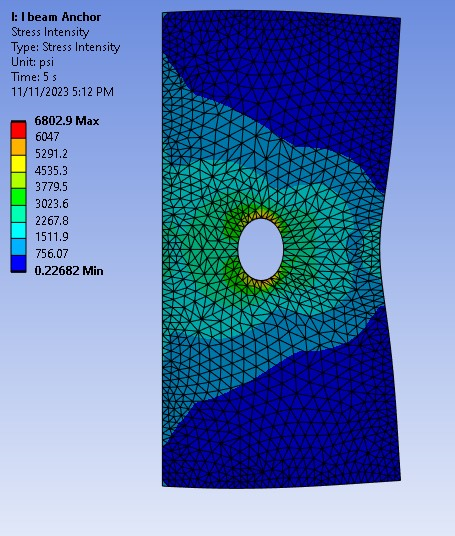 I: I beam Anchor
Stress Intensity
Type: Stress Intensity
Unit: psi
Time: 5 s
11/11/2023 5:12 PM
6802.9 Max
6047
5291.2
4535.3
3779.5
3023.6
2267.8
1511.9
756.07
0.22682 Min